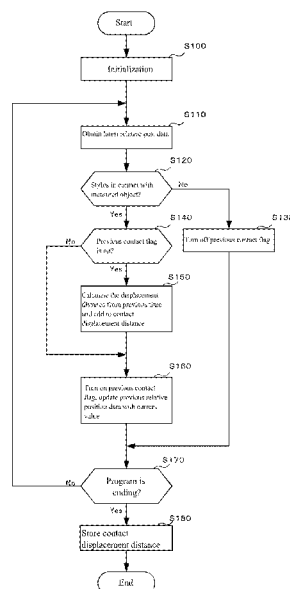 Start
S100
Initialization
S110
Obtain latest relative pos. data
S120
Stylus in contact with
measured object?
No
Yes
S140
S13
Previous contact flag
is on?
No
Turn off previous contact flag
Yes
S150
Calculate the displacement
distance from previous time
and add to contact
displacement distance
S160
Turn on previous contact
flag, update previous relative
position data with current
value
S170
Program is
ending?
No
Yes
S180
Store contact
displacement distance
End